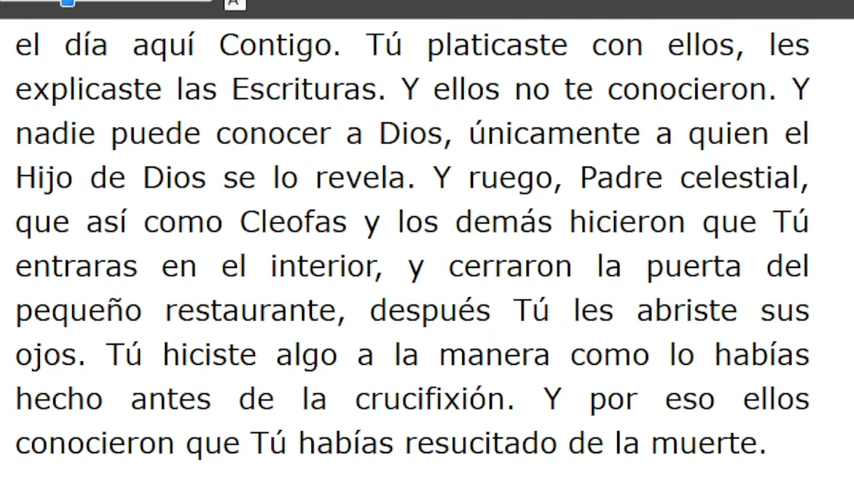 A
el día aquí Contigo. Tú platicaste con ellos, les
explicaste las Escrituras. Y ellos no te conocieron. Y
nadie puede conocer a Dios, únicamente a quien el
Hijo de Dios se lo revela. Y ruego, Padre celestial,
que así como Cleofas y los demás hicieron que Tú
entraras en el interior, y cerraron la puerta del
pequeño restaurante, después Tú les abriste sus
ojos. Tú hiciste algo a la manera como lo habías
hecho antes de la crucifixión. Y por eso ellos
conocieron que Tú habías resucitado de la muerte.